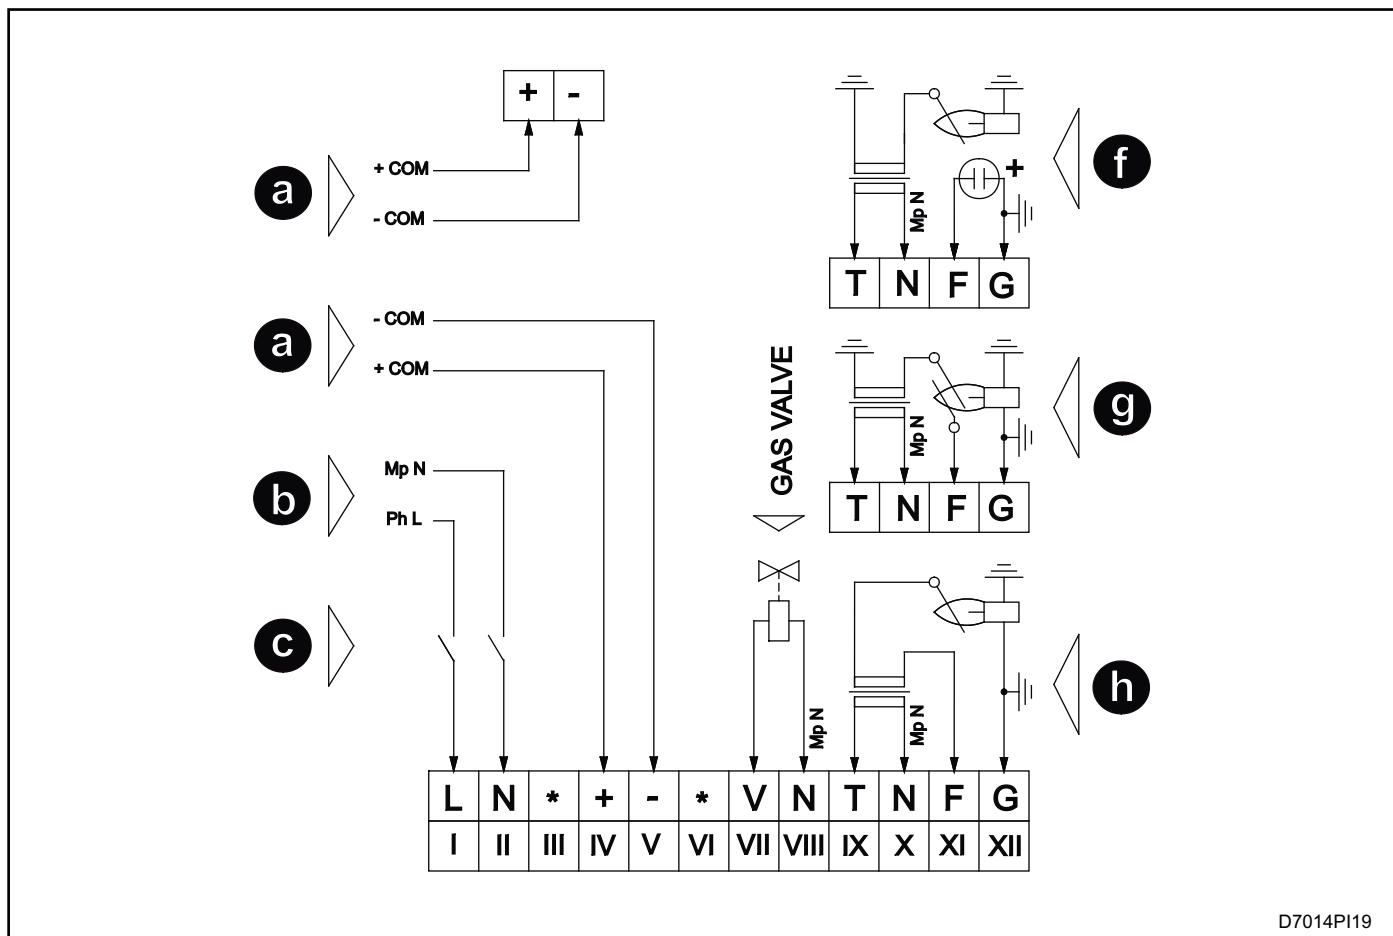 + -
a
+ COM
- COM
a
- COM
+ COM
b
Mp N
Ph L
c
GAS VALVE
Mp N
+
Mp N
T N F G
f
Mp N
T N F G
g
Mp N
h
L N * + - * V N T N F G
I II III IV V VI VII VIII IX X XI XII
D7014PI19